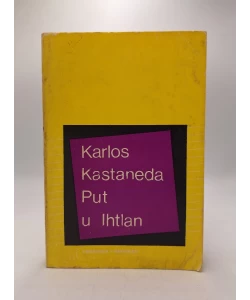 Karlos
Kastaneda
Put
u Ihtlan